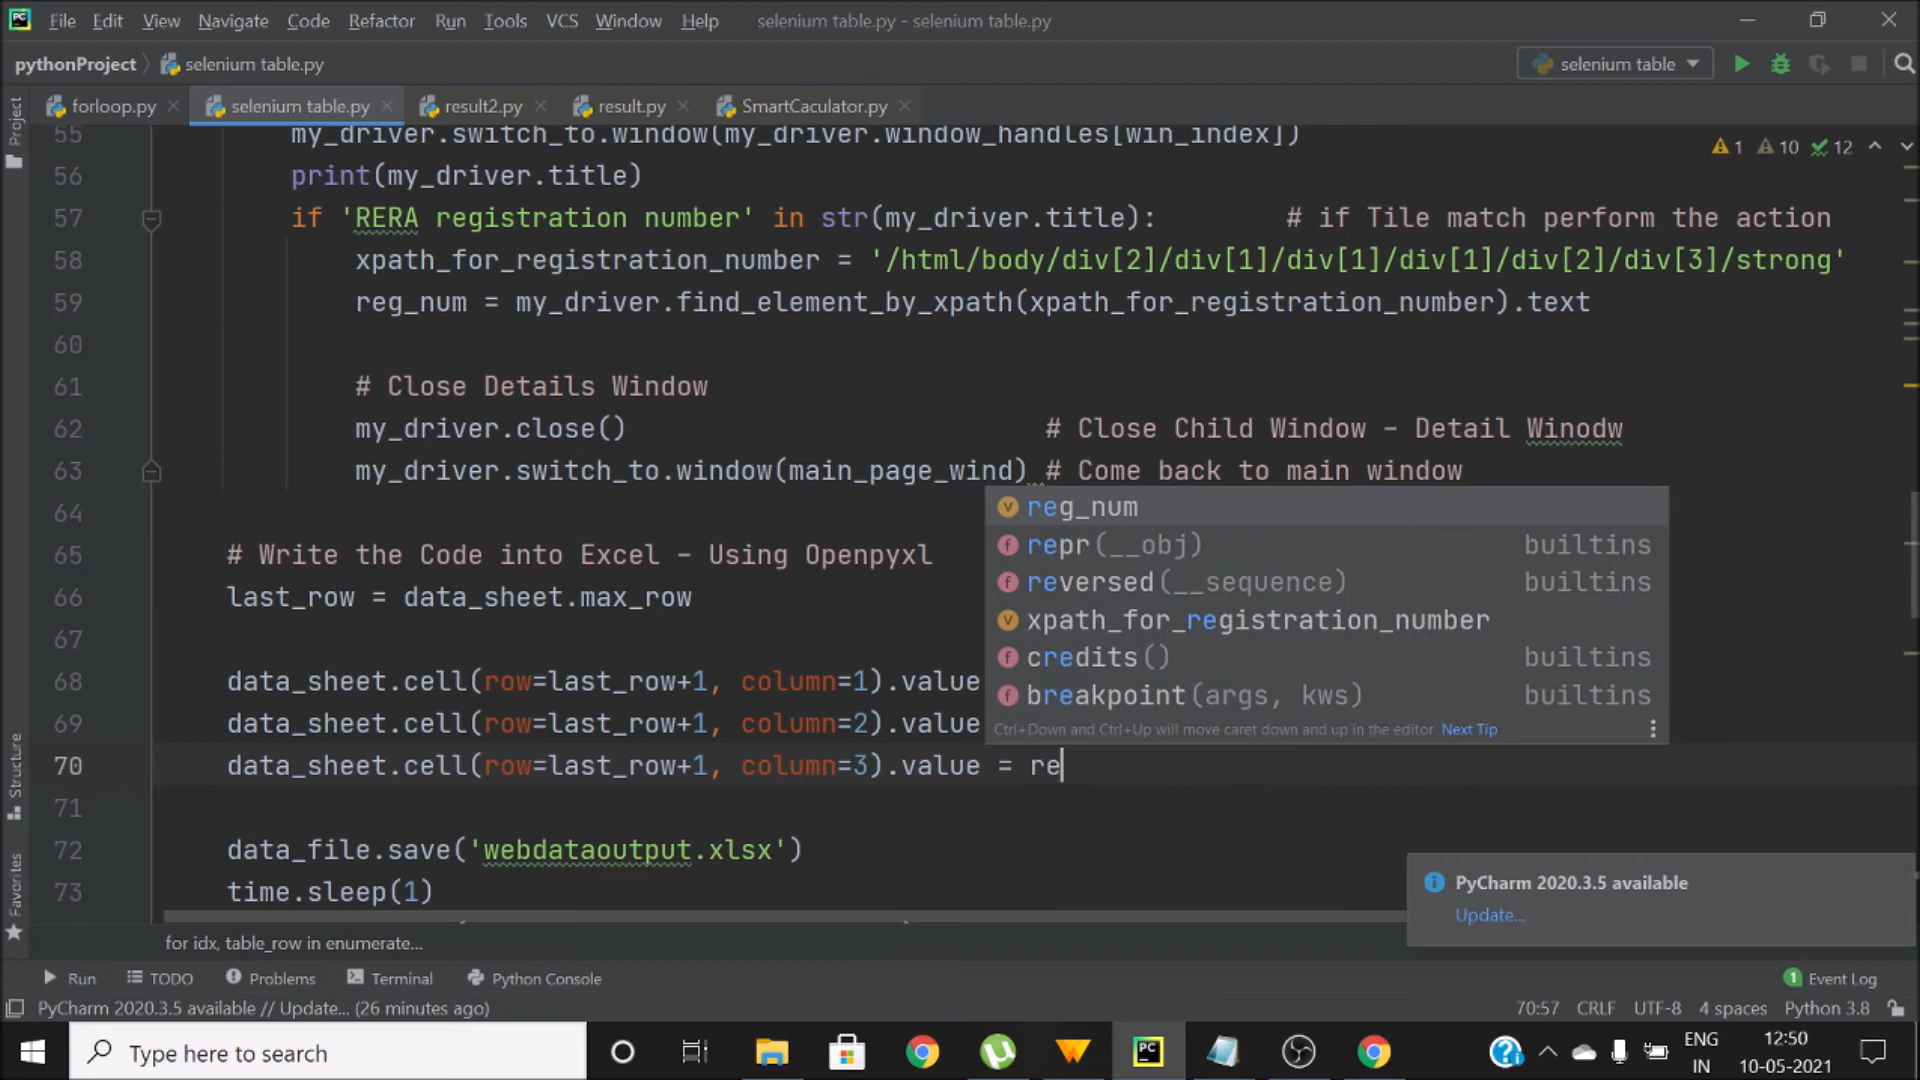 PC File Edit View Navigate Code Refactor Run Tools VCS Window Help selenium table.py - selenium table.py
pythonProject selenium table.py selenium table
forloop.py selenium table.py result2.py result.py SmartCaculator.py
Project
55 my_driver.switch_to.window(my_driver.window_handles[win_index])
1 10 12
56 print(my_driver.title)
57 if 'RERA registration number' in str(my_driver.title): # if Tile match perform the action
58 xpath_for_registration_number = '/html/body/div[2]/div[1]/div[1]/div[1]/div[2]/div[3]/strong'
59 reg_num = my_driver.find_element_by_xpath(xpath_for_registration_number).text
60
61 # Close Details Window
62 my_driver.close() # Close Child Window - Detail Winodw
63 my_driver.switch_to.window(main_page_wind) # Come back to main window
64
65 # Write the Code into Excel - Using Openpyxl
66 last_row = data_sheet.max_row
67
68 data_sheet.cell(row=last_row+1, column=1).value
69 data_sheet.cell(row=last_row+1, column=2).value
70 data_sheet.cell(row=last_row+1, column=3).value = re
71
72 data_file.save('webdataoutput.xlsx')
73 time.sleep(1)
v reg_num
f repr(__obj) builtins
f reversed(__sequence) builtins
v xpath_for_registration_number
f credits() builtins
f breakpoint(args, kws) builtins
Ctrl+Down and Ctrl+Up will move caret down and up in the editor Next Tip
Structure
Favorites
PyCharm 2020.3.5 available
Update...
for idx, table_row in enumerate...
Run TODO Problems Terminal Python Console 1 Event Log
PyCharm 2020.3.5 available // Update... (26 minutes ago) 70:57 CRLF UTF-8 4 spaces Python 3.8
Type here to search
PC
ENG
IN
12:50
10-05-2021